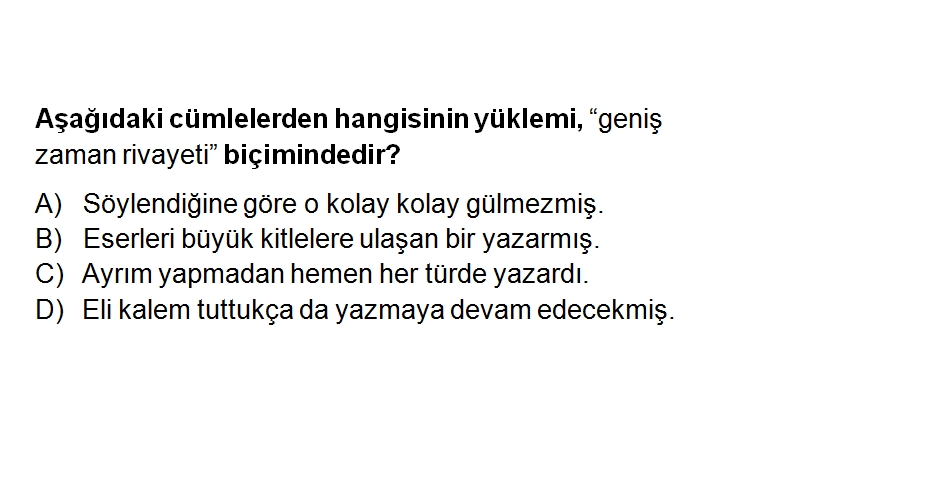 Aşağıdaki cümlelerden hangisinin yüklemi, “geniş
zaman rivayeti” biçimindedir?
A) Söylendiğine göre o kolay kolay gülmezmiş.
B) Eserleri büyük kitlelere ulaşan bir yazarmış.
C) Ayrım yapmadan hemen her türde yazardı.
D) Eli kalem tuttukça da yazmaya devam edecekmiş.